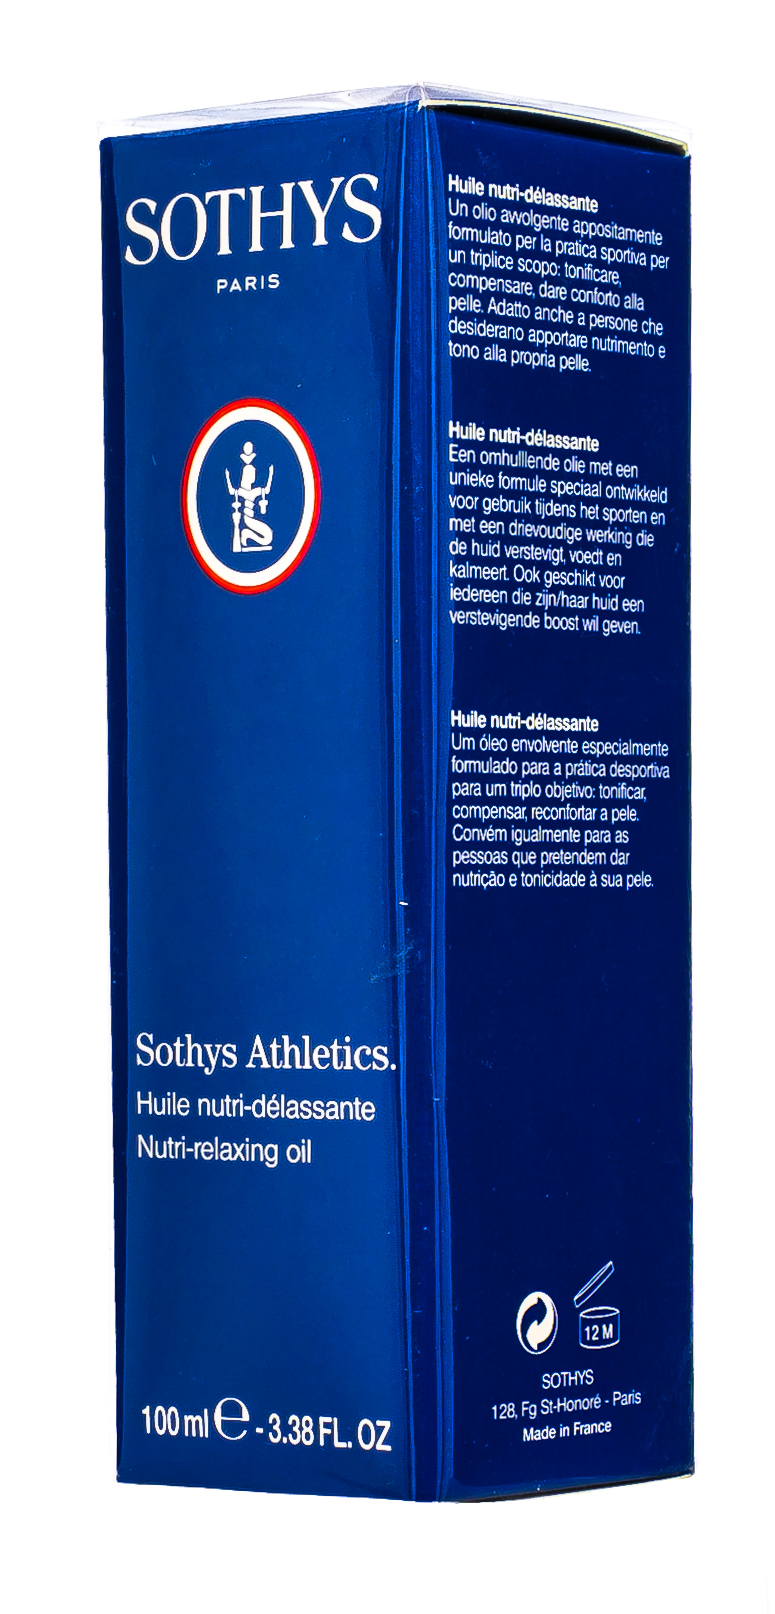 SOTHYS
PARIS
Sothys Athletics.
Huile nutri-délassante
Nutri-relaxing oil
100 ml ℮ - 3.38 FL. OZ
Huile nutri-délassante
Un olio avvolgente appositamente
formulato per la pratica sportiva per
un triplice scopo: tonificare,
compensare, dare conforto alla
pelle. Adatto anche a persone che
desiderano apportare nutrimento e
tono alla propria pelle.
Huile nutri-délassante
Een omhulllende olie met een
unieke formule speciaal ontwikkeld
voor gebruik tijdens het sporten en
met een drievoudige werking die
de huid verstevigt, voedt en
kalmeert. Ook geschikt voor
iedereen die zijn/haar huid een
verstevigende boost wil geven.
Huile nutri-délassante
Um óleo envolvente especialmente
formulado para a prática desportiva
para um triplo objetivo: tonificar,
compensar, reconfortar a pele.
Convém igualmente para as
pessoas que pretendem dar
nutrição e tonicidade à sua pele.
12 M
SOTHYS
128, Fg St-Honoré - Paris
Made in France